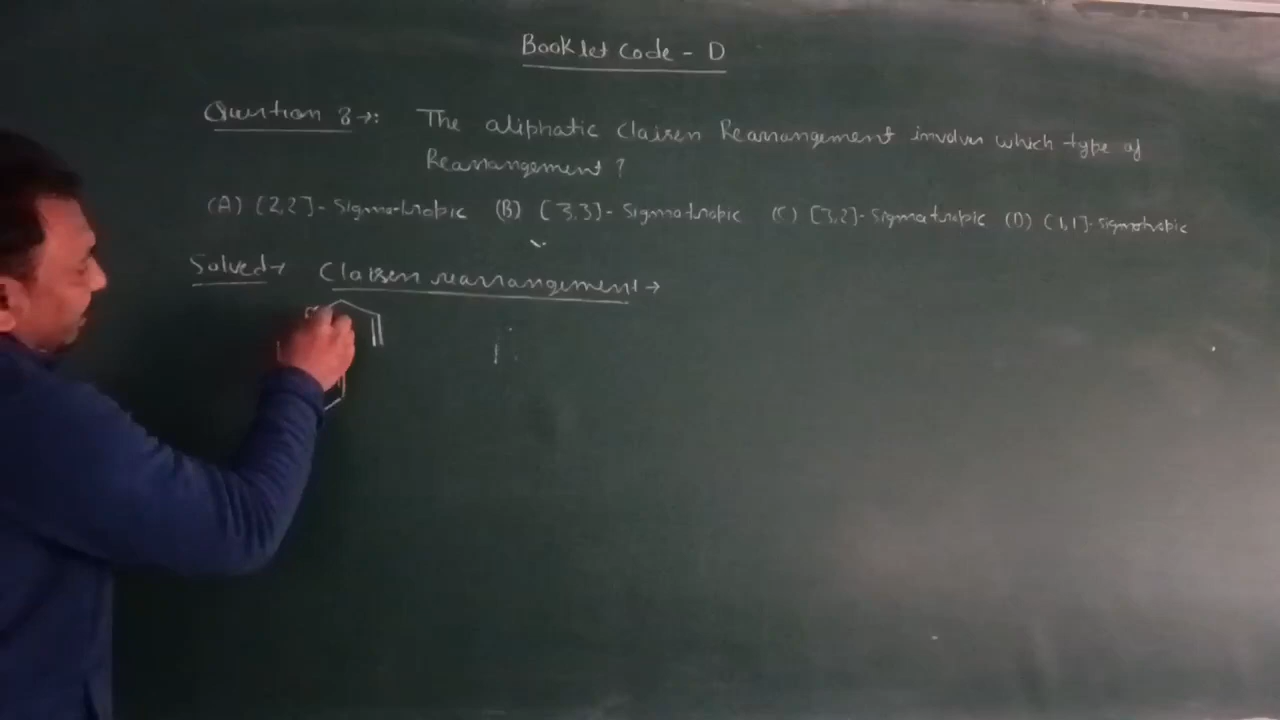 Booklet Code - D
Question 8→: The aliphatic Claisen Rearrangement involves which type of
Rearrangement ?
(A) [2,2]- Sigmatropic (B) [3,3]- Sigmatropic (C) [3,2]- Sigmatropic (D) [1,1]- Sigmatropic
Solved→ Claisen rearrangement →